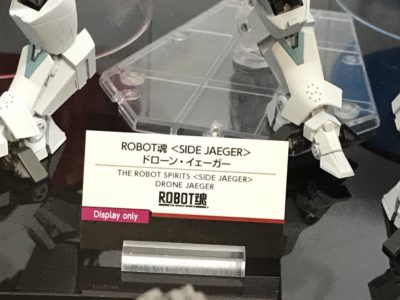 ROBOT魂 <SIDE JAEGER>
ドローン・イェーガー
THE ROBOT SPIRITS <SIDE JAEGER>
DRONE JAEGER
ROBOT魂
Display only